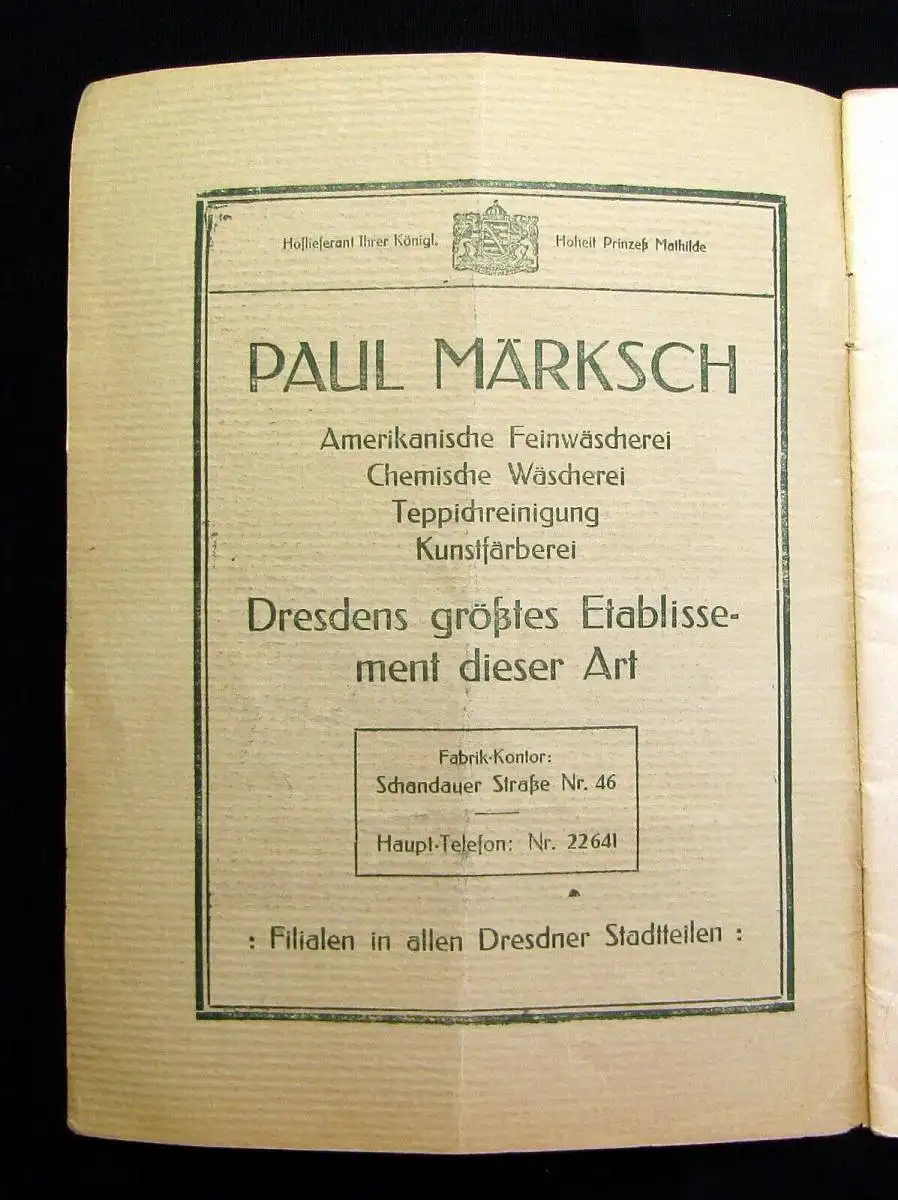 Hoflieferant Ihrer Königl. Hoheit Prinzeß Mathilde
PAUL MÄRKSCH
Amerikanische Feinwäscherei
Chemische Wäscherei
Teppichreinigung
Kunstfärberei
Dresdens größtes Etablisse-
ment dieser Art
Fabrik-Kontor:
Schandauer Straße Nr. 46
Haupt-Telefon: Nr. 22641
: Filialen in allen Dresdner Stadtteilen :